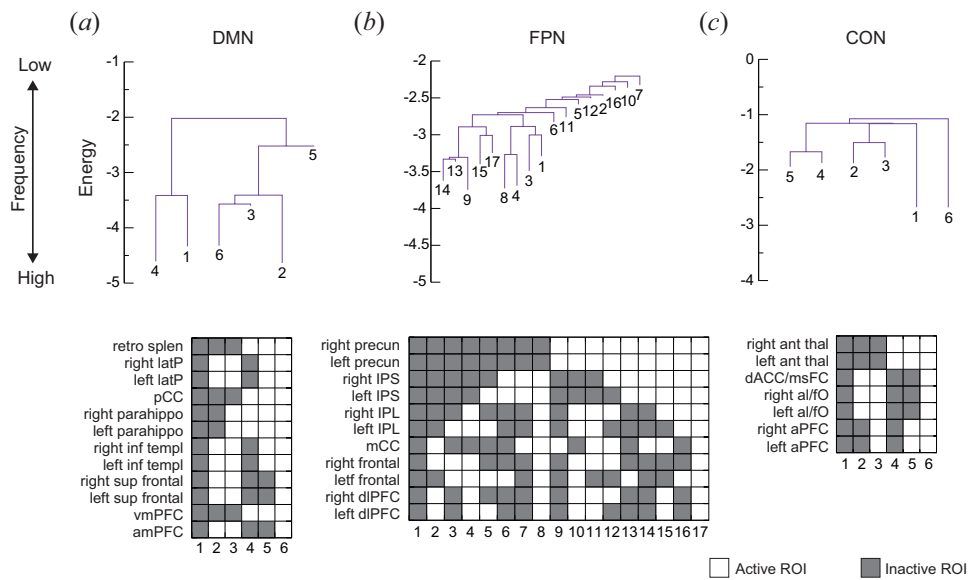 (a)
DMN
(b)
FPN
(c)
CON
Low
Frequency
High
Energy
-1
-2
-3
-4
-5
4
1
6
3
2
5
-2
-2.5
-3
-3.5
-4
-4.5
-5
14
13
9
15
17
8
4
3
1
6
11
5
12
2
16
10
7
0
-1
-2
-3
-4
5
4
2
3
1
6
retro splen
right latP
left latP
pCC
right parahippo
left parahippo
right inf templ
left inf templ
right sup frontal
left sup frontal
vmPFC
amPFC
1 2 3 4 5 6
right precun
left precun
right IPS
left IPS
right IPL
left IPL
mCC
right frontal
left frontal
right dlPFC
left dlPFC
1 2 3 4 5 6 7 8 9 10 11 12 13 14 15 16 17
right ant thal
left ant thal
dACC/msFC
right al/fO
left al/fO
right aPFC
left aPFC
1 2 3 4 5 6
Active ROI
Inactive ROI